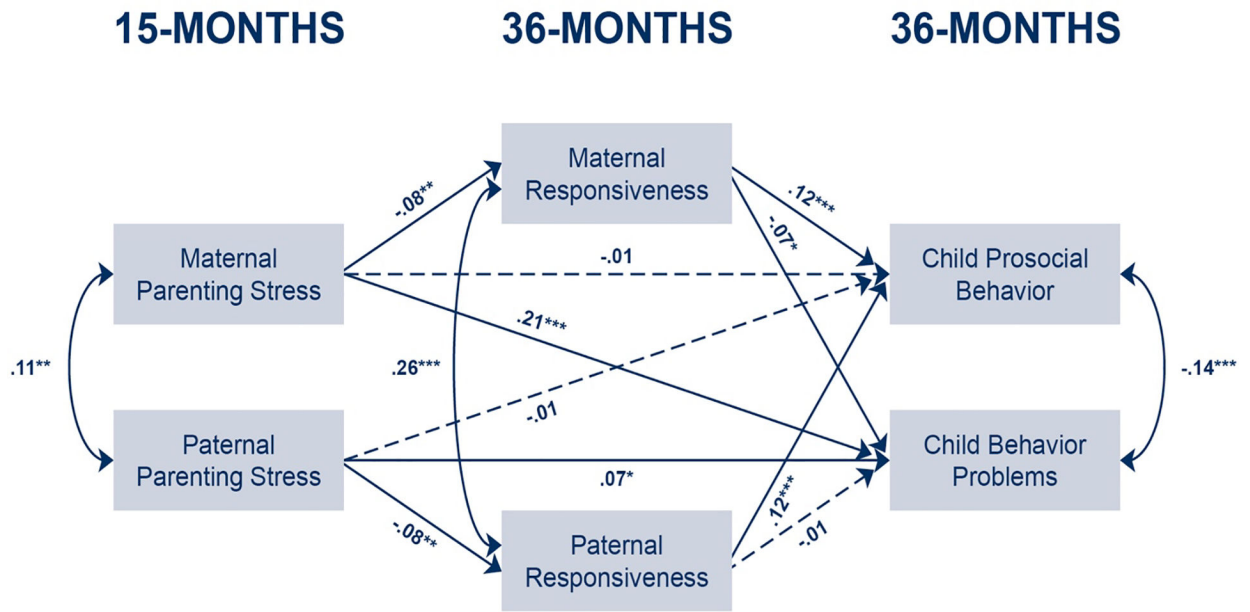 15-MONTHS
36-MONTHS
36-MONTHS
Maternal
Responsiveness
-.08**
.12***
-.07*
Maternal
Parenting Stress
-.01
Child Prosocial
Behavior
.21***
.11**
.26***
-.14***
-.01
Paternal
Parenting Stress
.07*
Child Behavior
Problems
-.08**
.12***
-.01
Paternal
Responsiveness